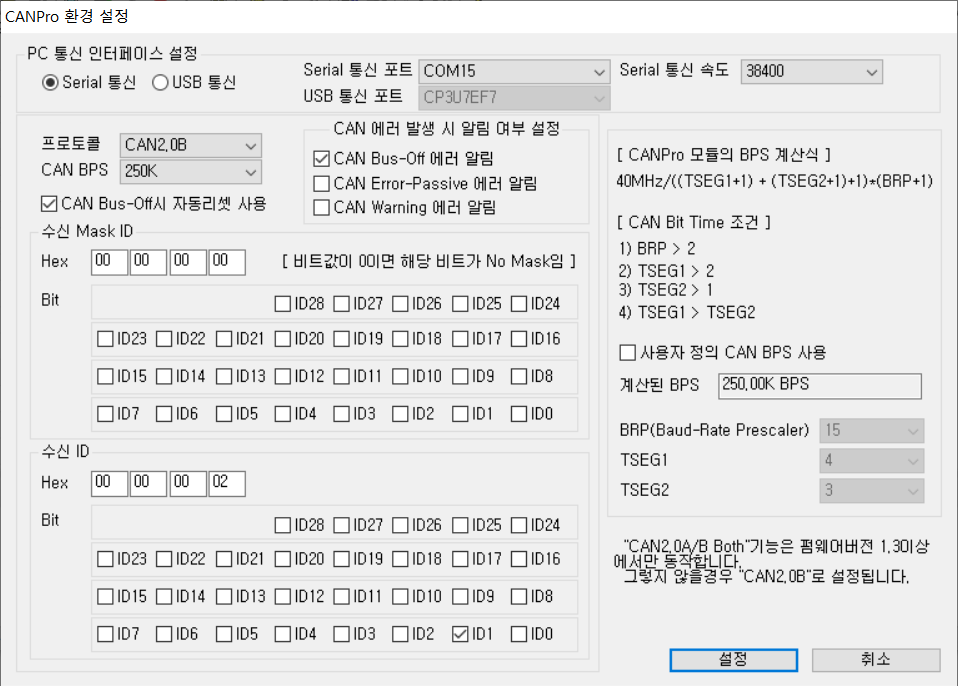 CANPro 환경 설정
PC 통신 인터페이스 설정
Serial 통신 USB 통신
Serial 통신 포트 COM15 Serial 통신 속도 38400
USB 통신 포트 CP3U7EF7
프로토콜 CAN2.0B
CAN BPS 250K
CAN Bus-Off시 자동리셋 사용
CAN 에러 발생 시 알림 여부 설정
CAN Bus-Off 에러 알림
CAN Error-Passive 에러 알림
CAN Warning 에러 알림
수신 Mask ID
Hex 00 00 00 00 [ 비트값이 0이면 해당 비트가 No Mask임 ]
Bit ID28 ID27 ID26 ID25 ID24
ID23 ID22 ID21 ID20 ID19 ID18 ID17 ID16
ID15 ID14 ID13 ID12 ID11 ID10 ID9 ID8
ID7 ID6 ID5 ID4 ID3 ID2 ID1 ID0
수신 ID
Hex 00 00 00 02
Bit ID28 ID27 ID26 ID25 ID24
ID23 ID22 ID21 ID20 ID19 ID18 ID17 ID16
ID15 ID14 ID13 ID12 ID11 ID10 ID9 ID8
ID7 ID6 ID5 ID4 ID3 ID2 ID1 ID0
[ CANPro 모듈의 BPS 계산식 ]
40MHz/((TSEG1+1) + (TSEG2+1)+1)*(BRP+1)
[ CAN Bit Time 조건 ]
1) BRP > 2
2) TSEG1 > 2
3) TSEG2 > 1
4) TSEG1 > TSEG2
사용자 정의 CAN BPS 사용
계산된 BPS 250.00K BPS
BRP(Baud-Rate Prescaler) 15
TSEG1 4
TSEG2 3
"CAN2.0A/B Both"기능은 펌웨어버전 1.3이상
에서만 동작합니다.
그렇지 않을경우 "CAN2.0B"로 설정됩니다.
설정 취소